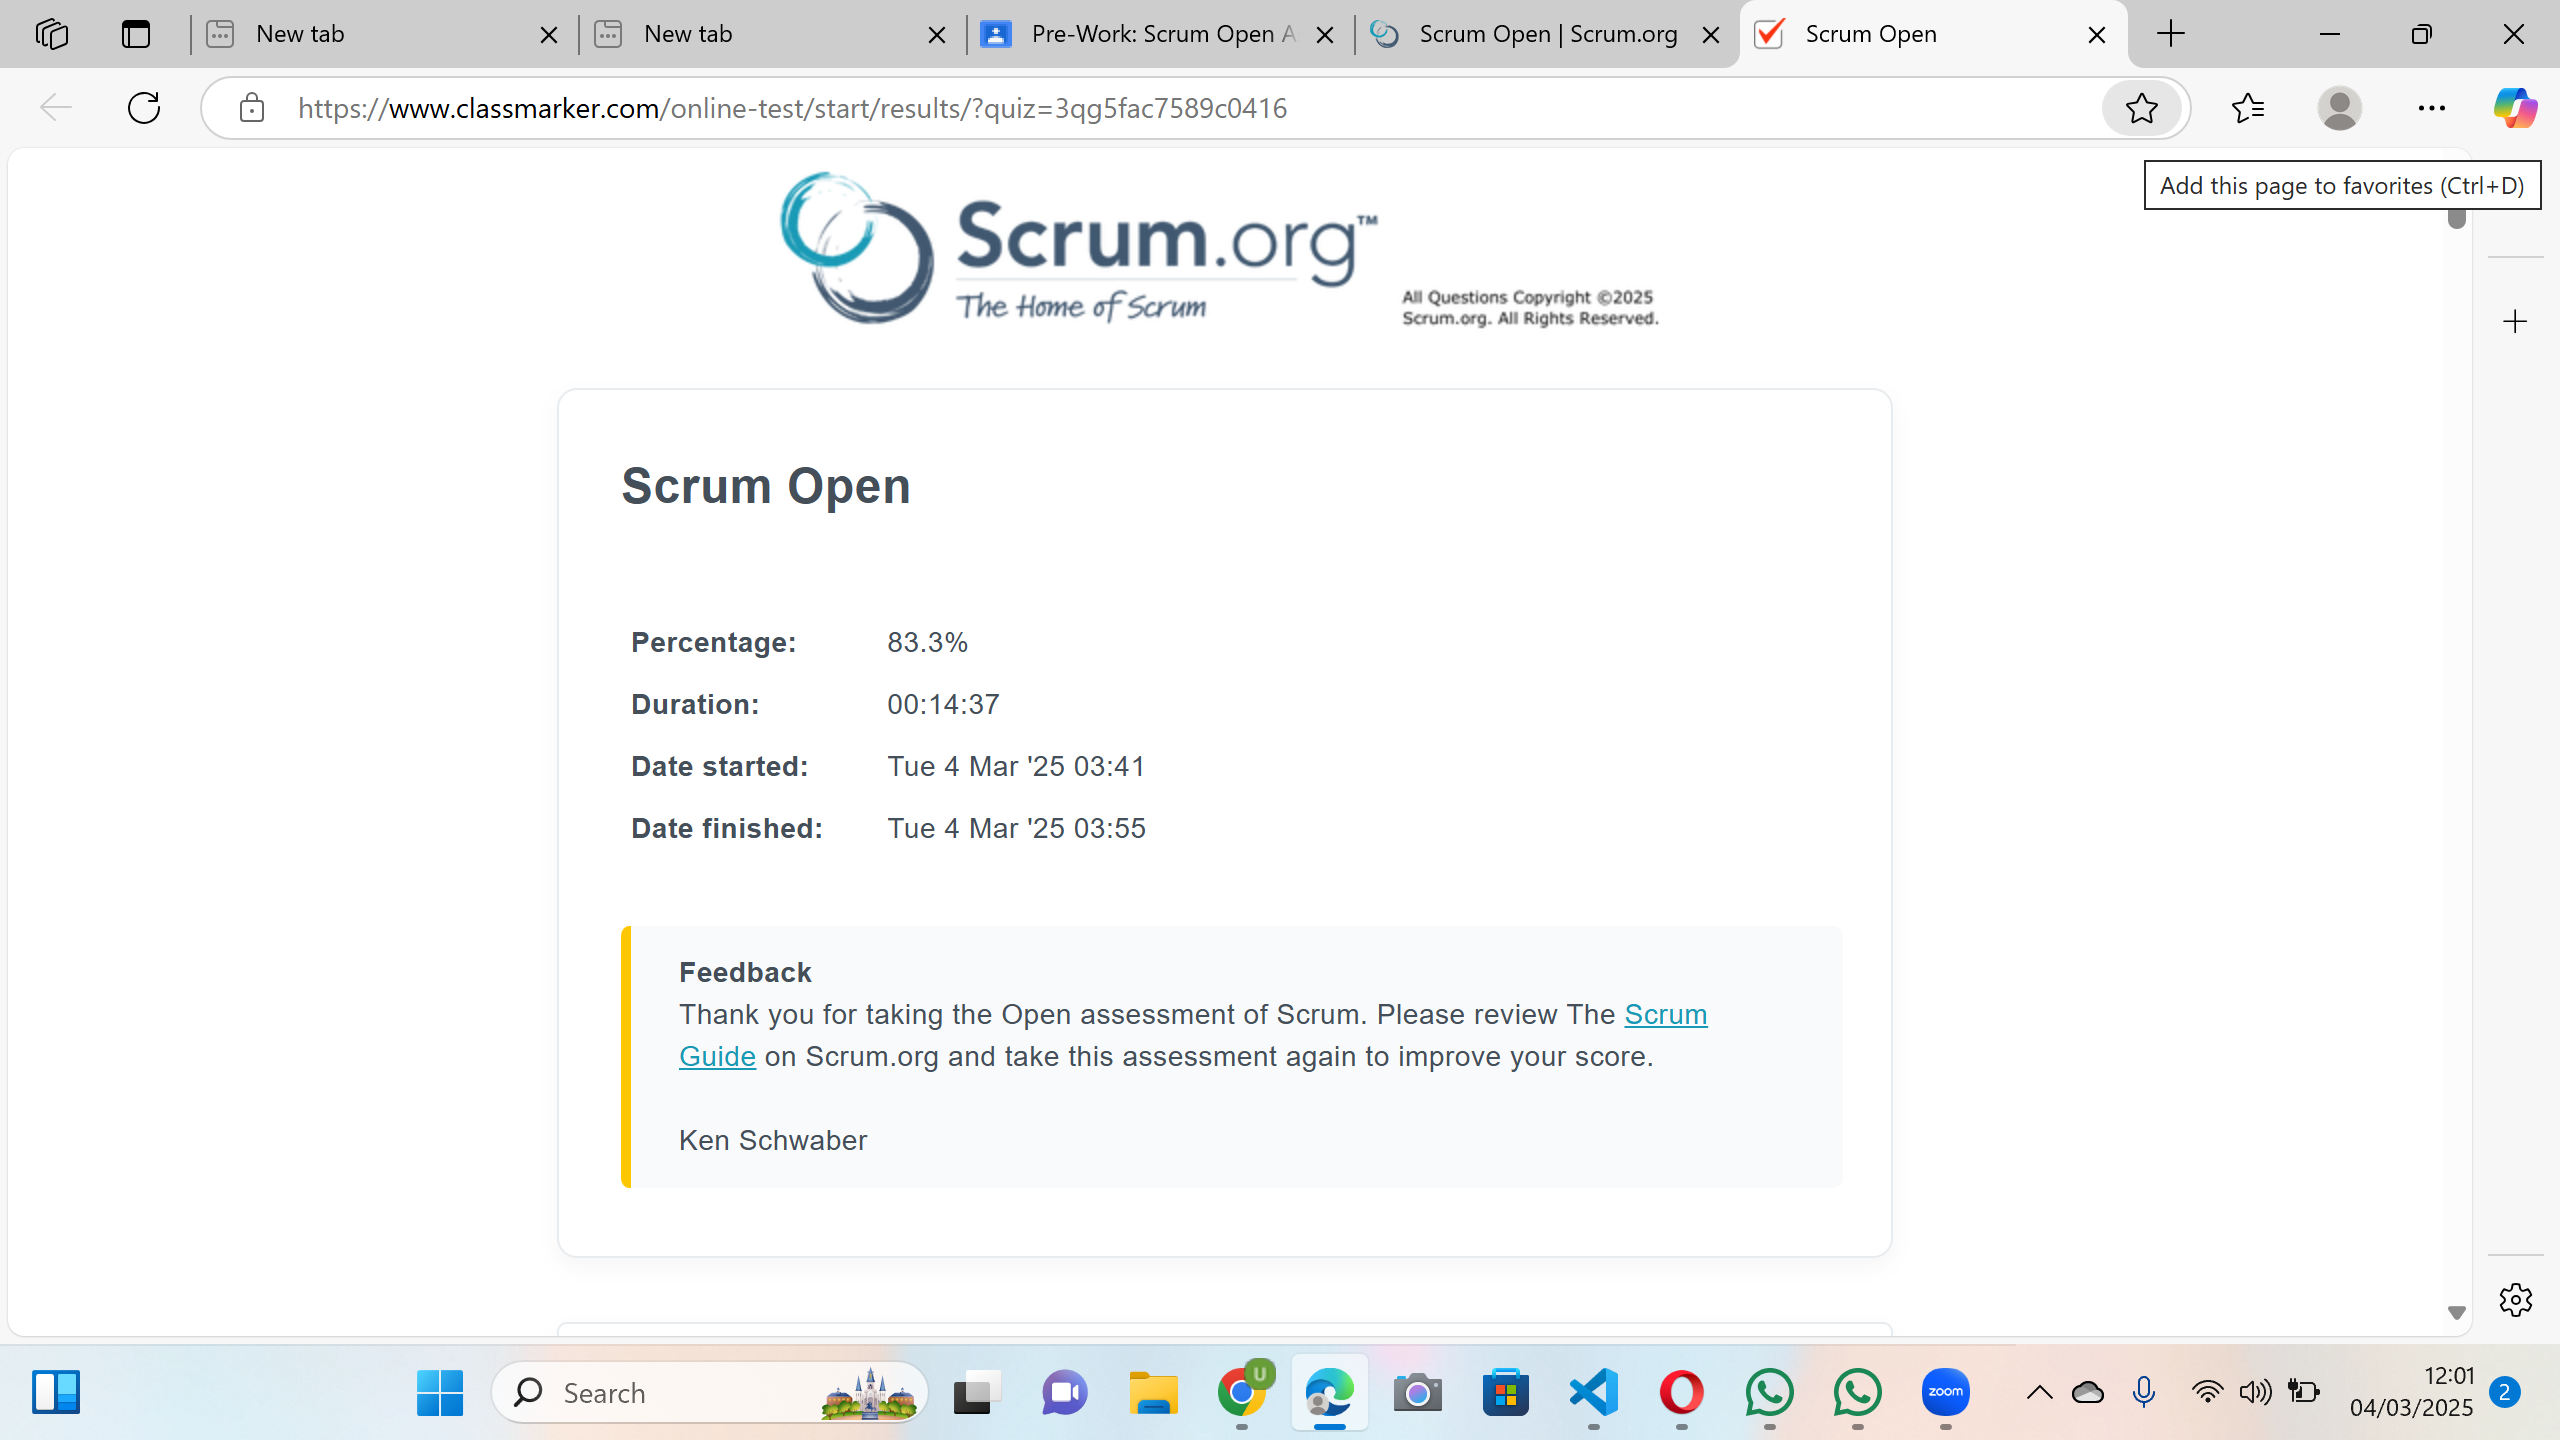 New tab
New tab
Pre-Work: Scrum Open A
Scrum Open | Scrum.org
Scrum Open
https://www.classmarker.com/online-test/start/results/?quiz=3qg5fac7589c0416
Add this page to favorites (Ctrl+D)
Scrum.org™
The Home of Scrum
All Questions Copyright ©2025
Scrum.org. All Rights Reserved.
Scrum Open
Percentage: 83.3%
Duration: 00:14:37
Date started: Tue 4 Mar '25 03:41
Date finished: Tue 4 Mar '25 03:55
Feedback
Thank you for taking the Open assessment of Scrum. Please review The Scrum
Guide on Scrum.org and take this assessment again to improve your score.
Ken Schwaber
Search
U
zoom
12:01
04/03/2025
2